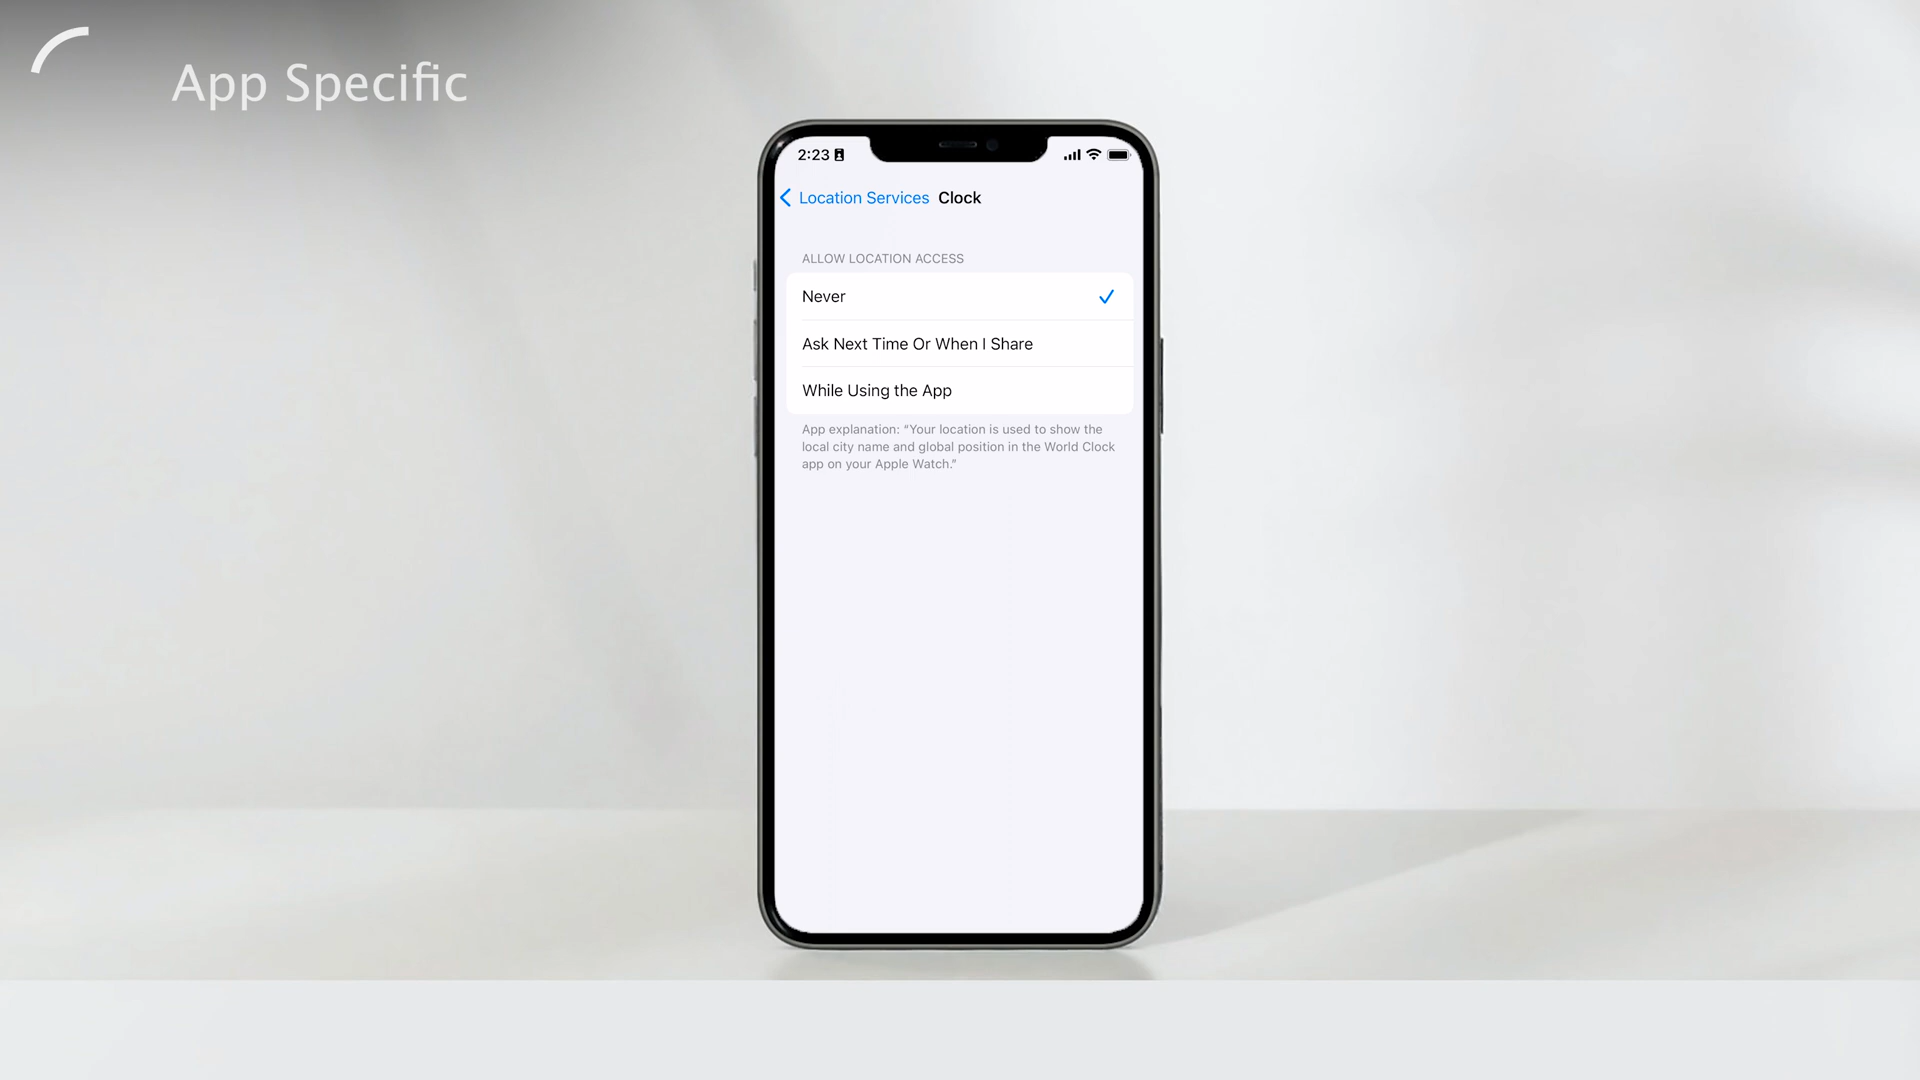 App Specific
2:23
Location Services Clock
ALLOW LOCATION ACCESS
Never
Ask Next Time Or When I Share
While Using the App
App explanation: “Your location is used to show the
local city name and global position in the World Clock
app on your Apple Watch.”